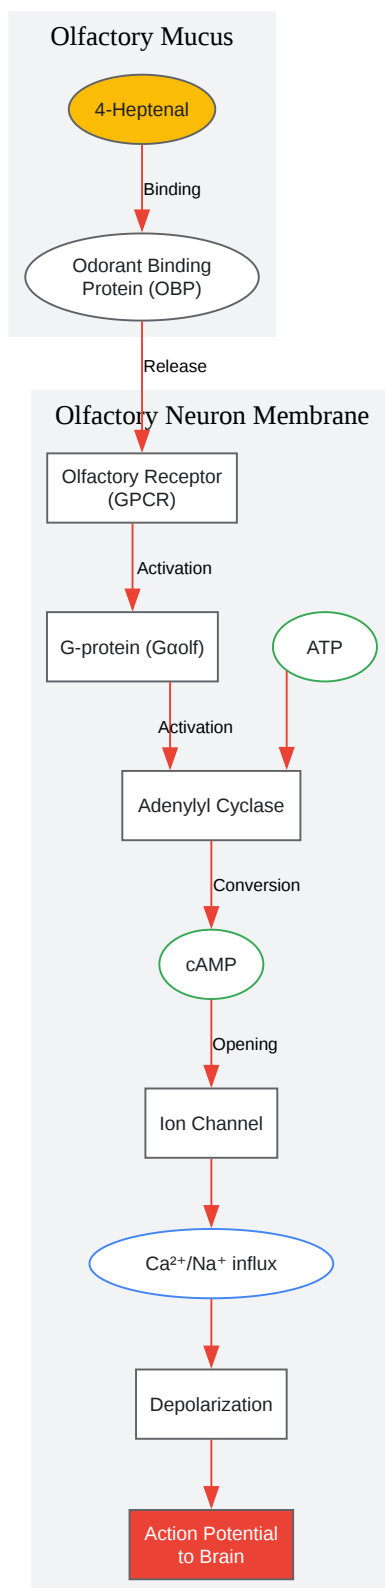 Olfactory Mucus
4-Heptenal
Binding
Odorant Binding
Protein (OBP)
Release
Olfactory Neuron Membrane
Olfactory Receptor
(GPCR)
Activation
G-protein (Gαolf)
ATP
Activation
Adenylyl Cyclase
Conversion
cAMP
Opening
Ion Channel
Ca²⁺/Na⁺ influx
Depolarization
Action Potential
to Brain